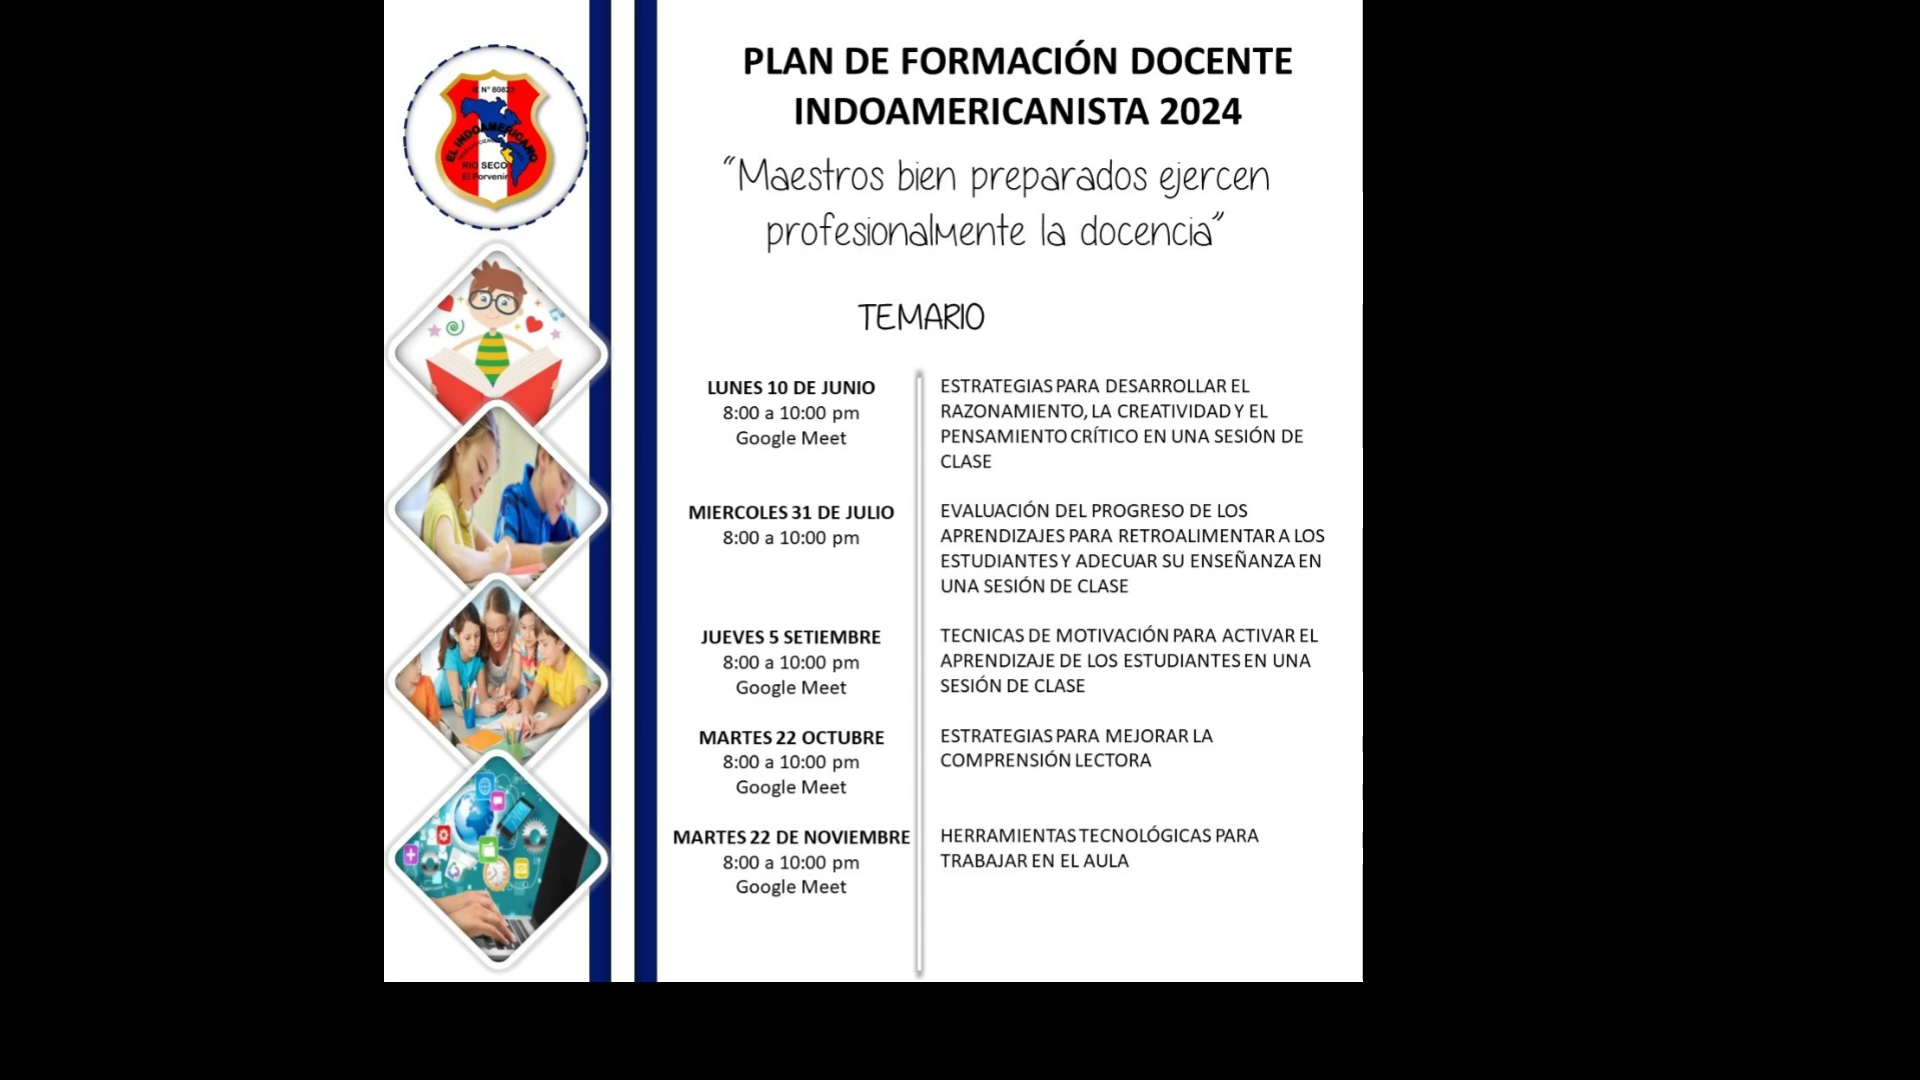 IE N° 80823
EL INDOAMERICANO
RIO SECO
El Porvenir
PLAN DE FORMACIÓN DOCENTE
INDOAMERICANISTA 2024
“Maestros bien preparados ejercen
profesionalmente la docencia”
TEMARIO
LUNES 10 DE JUNIO
8:00 a 10:00 pm
Google Meet
ESTRATEGIAS PARA DESARROLLAR EL
RAZONAMIENTO, LA CREATIVIDAD Y EL
PENSAMIENTO CRÍTICO EN UNA SESIÓN DE
CLASE
MIERCOLES 31 DE JULIO
8:00 a 10:00 pm
EVALUACIÓN DEL PROGRESO DE LOS
APRENDIZAJES PARA RETROALIMENTAR A LOS
ESTUDIANTES Y ADECUAR SU ENSEÑANZA EN
UNA SESIÓN DE CLASE
JUEVES 5 SETIEMBRE
8:00 a 10:00 pm
Google Meet
TECNICAS DE MOTIVACIÓN PARA ACTIVAR EL
APRENDIZAJE DE LOS ESTUDIANTES EN UNA
SESIÓN DE CLASE
MARTES 22 OCTUBRE
8:00 a 10:00 pm
Google Meet
ESTRATEGIAS PARA MEJORAR LA
COMPRENSIÓN LECTORA
MARTES 22 DE NOVIEMBRE
8:00 a 10:00 pm
Google Meet
HERRAMIENTAS TECNOLÓGICAS PARA
TRABAJAR EN EL AULA